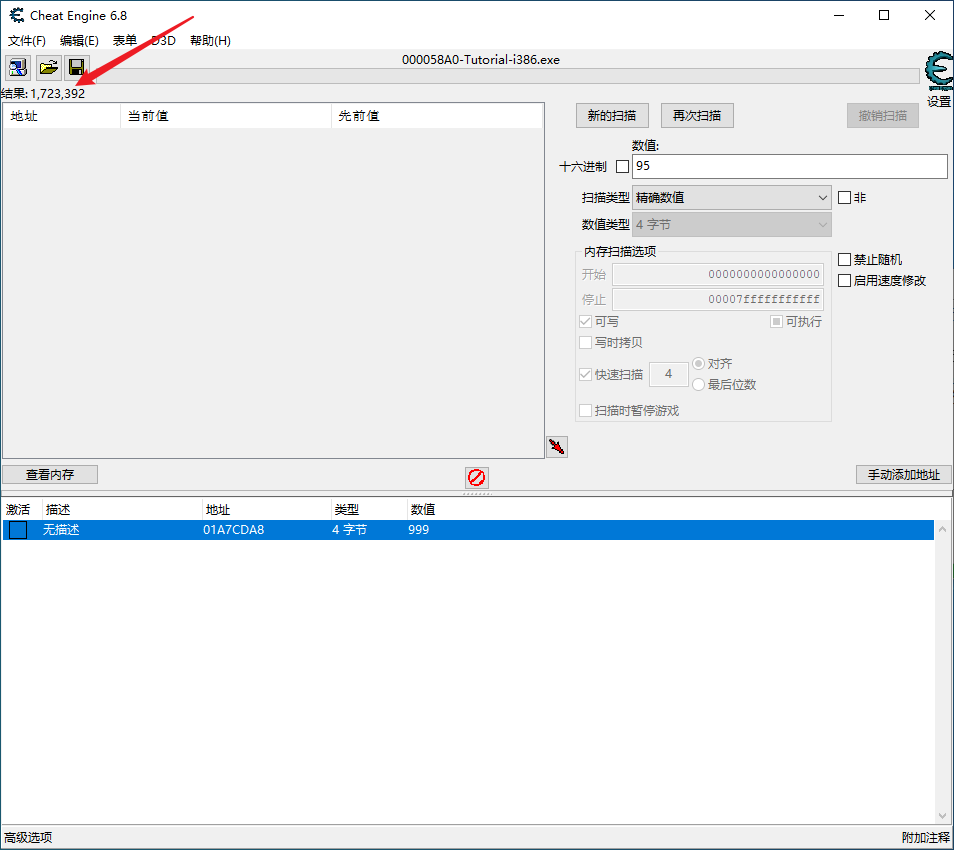 Cheat Engine 6.8
文件(F) 编辑(E) 表单 D3D 帮助(H)
000058A0-Tutorial-i386.exe
结果: 1,723,392
设置
地址 当前值 先前值
新的扫描 再次扫描 撤销扫描
数值:
十六进制 95
扫描类型 精确数值 非
数值类型 4 字节
内存扫描选项
开始 0000000000000000
停止 00007fffffffffff
禁止随机
启用速度修改
可写 可执行
写时拷贝
快速扫描 4 对齐
最后位数
扫描时暂停游戏
查看内存 手动添加地址
激活 描述 地址 类型 数值
无描述 01A7CDA8 4 字节 999
高级选项 附加注释